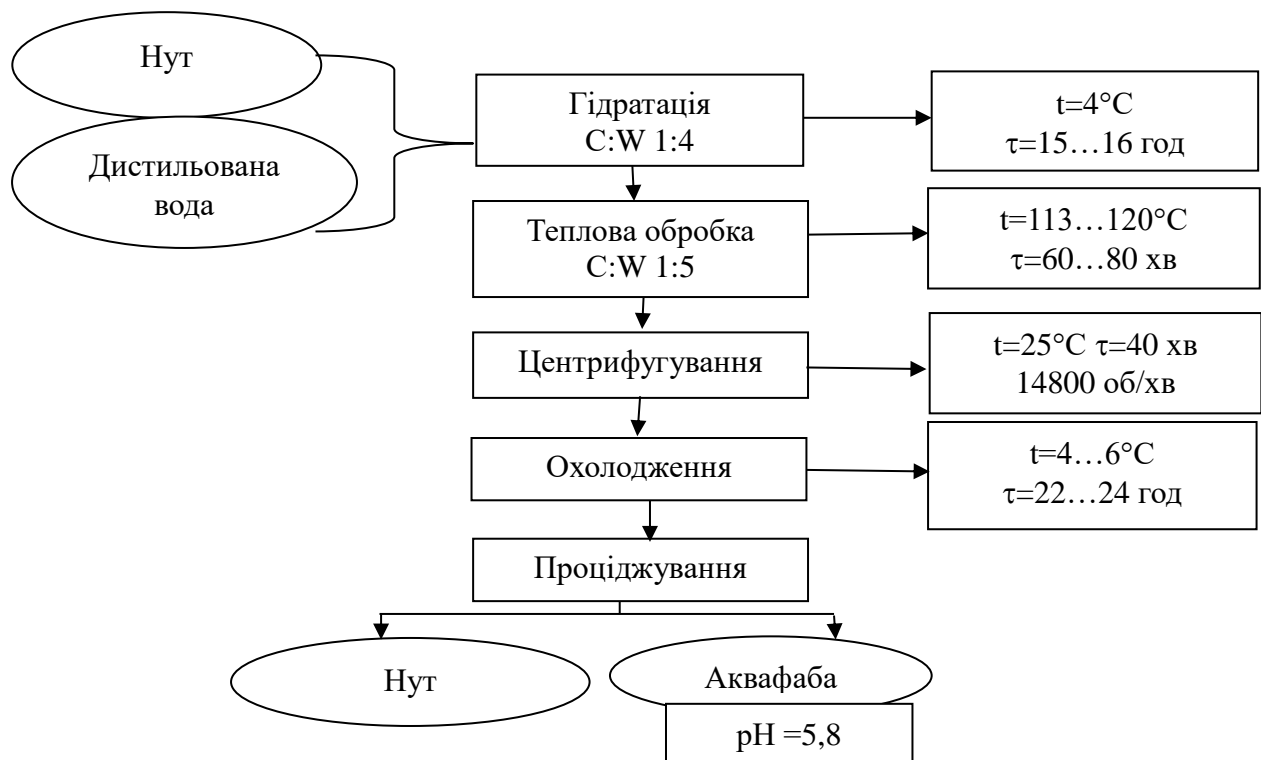 Нут
Дистильована
вода
Гідратація
C:W 1:4
t=4°C
τ=15…16 год
Теплова обробка
C:W 1:5
t=113…120°C
τ=60…80 хв
Центрифугування
t=25°C τ=40 хв
14800 об/хв
Охолодження
t=4…6°C
τ=22…24 год
Проціджування
Нут
Аквафаба
pH =5,8